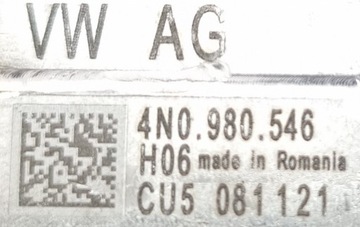 VW AG
4N0.980.546
H06 made in Romania
CU5 081121